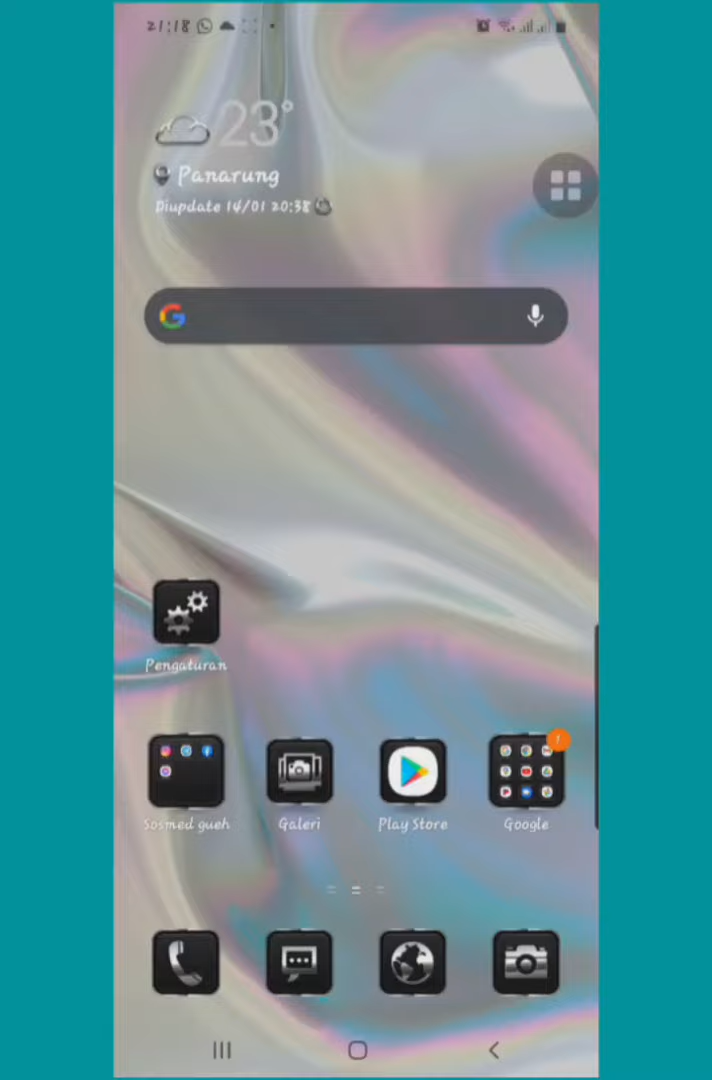 21:18
23°
Panarung
Diupdate 14/01 20:38
Pengaturan
Sosmed gueh
Galeri
Play Store
Google